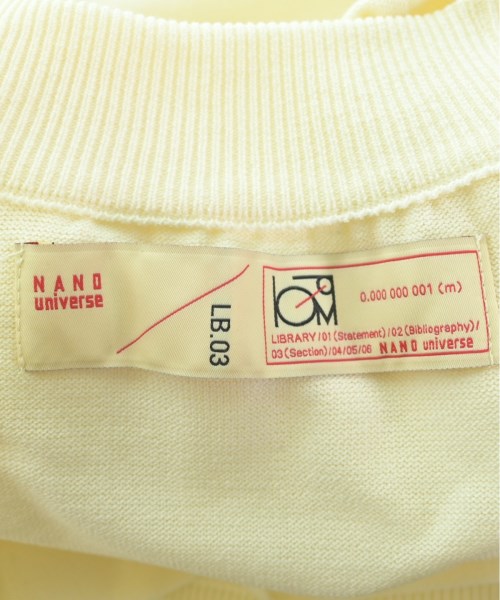 NANO
universe
LB.03
0.000 000 001 (m)
LIBRARY/01(Statement)/02(Bibliography)/
03(Section)/04/05/06 NANO universe